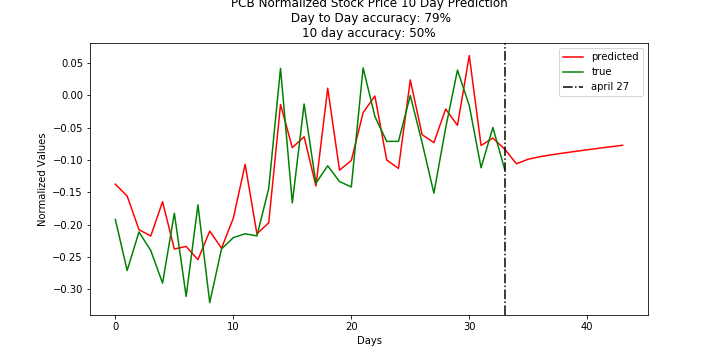 PCB Normalized Stock Price 10 Day Prediction
Day to Day accuracy: 79%
10 day accuracy: 50%
predicted
true
april 27
0.05
0.00
−0.05
−0.10
−0.15
−0.20
−0.25
−0.30
Normalized Values
0 10 20 30 40
Days